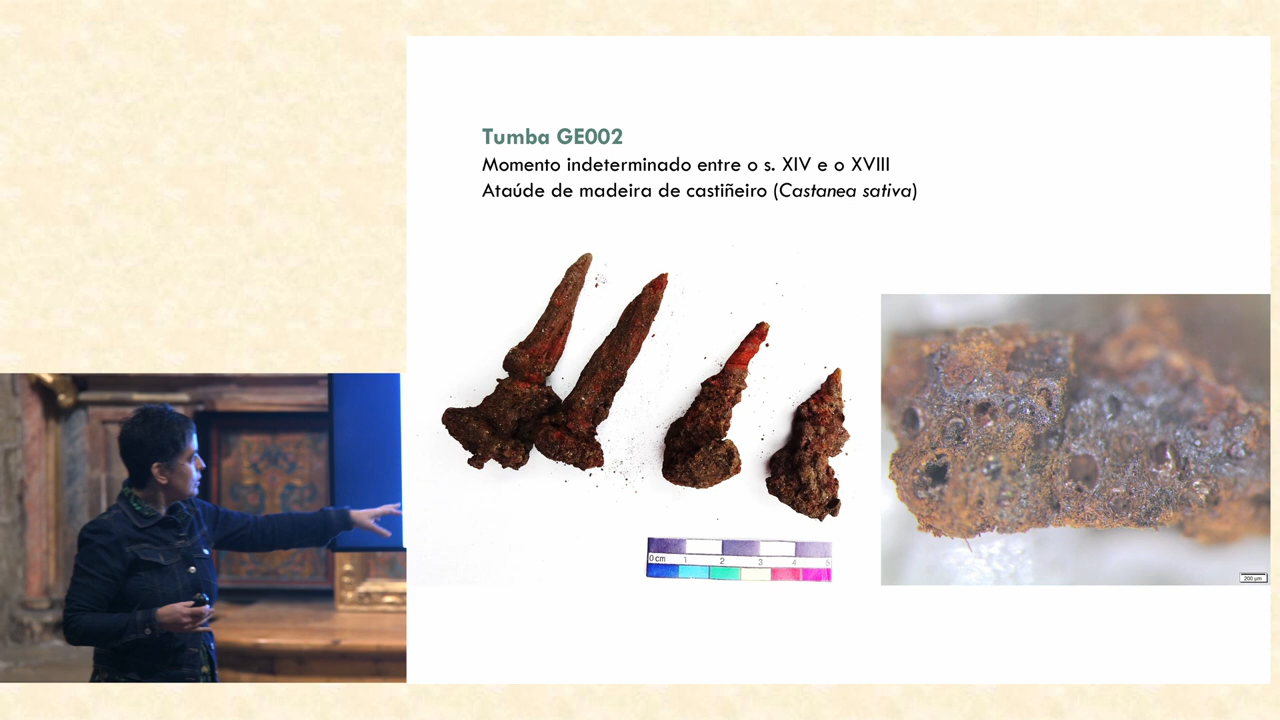 Tumba GE002
Momento indeterminado entre o s. XIV e o XVIII
Ataúde de madeira de castiñeiro (Castanea sativa)
0 cm 1 2 3 4 5
200 µm